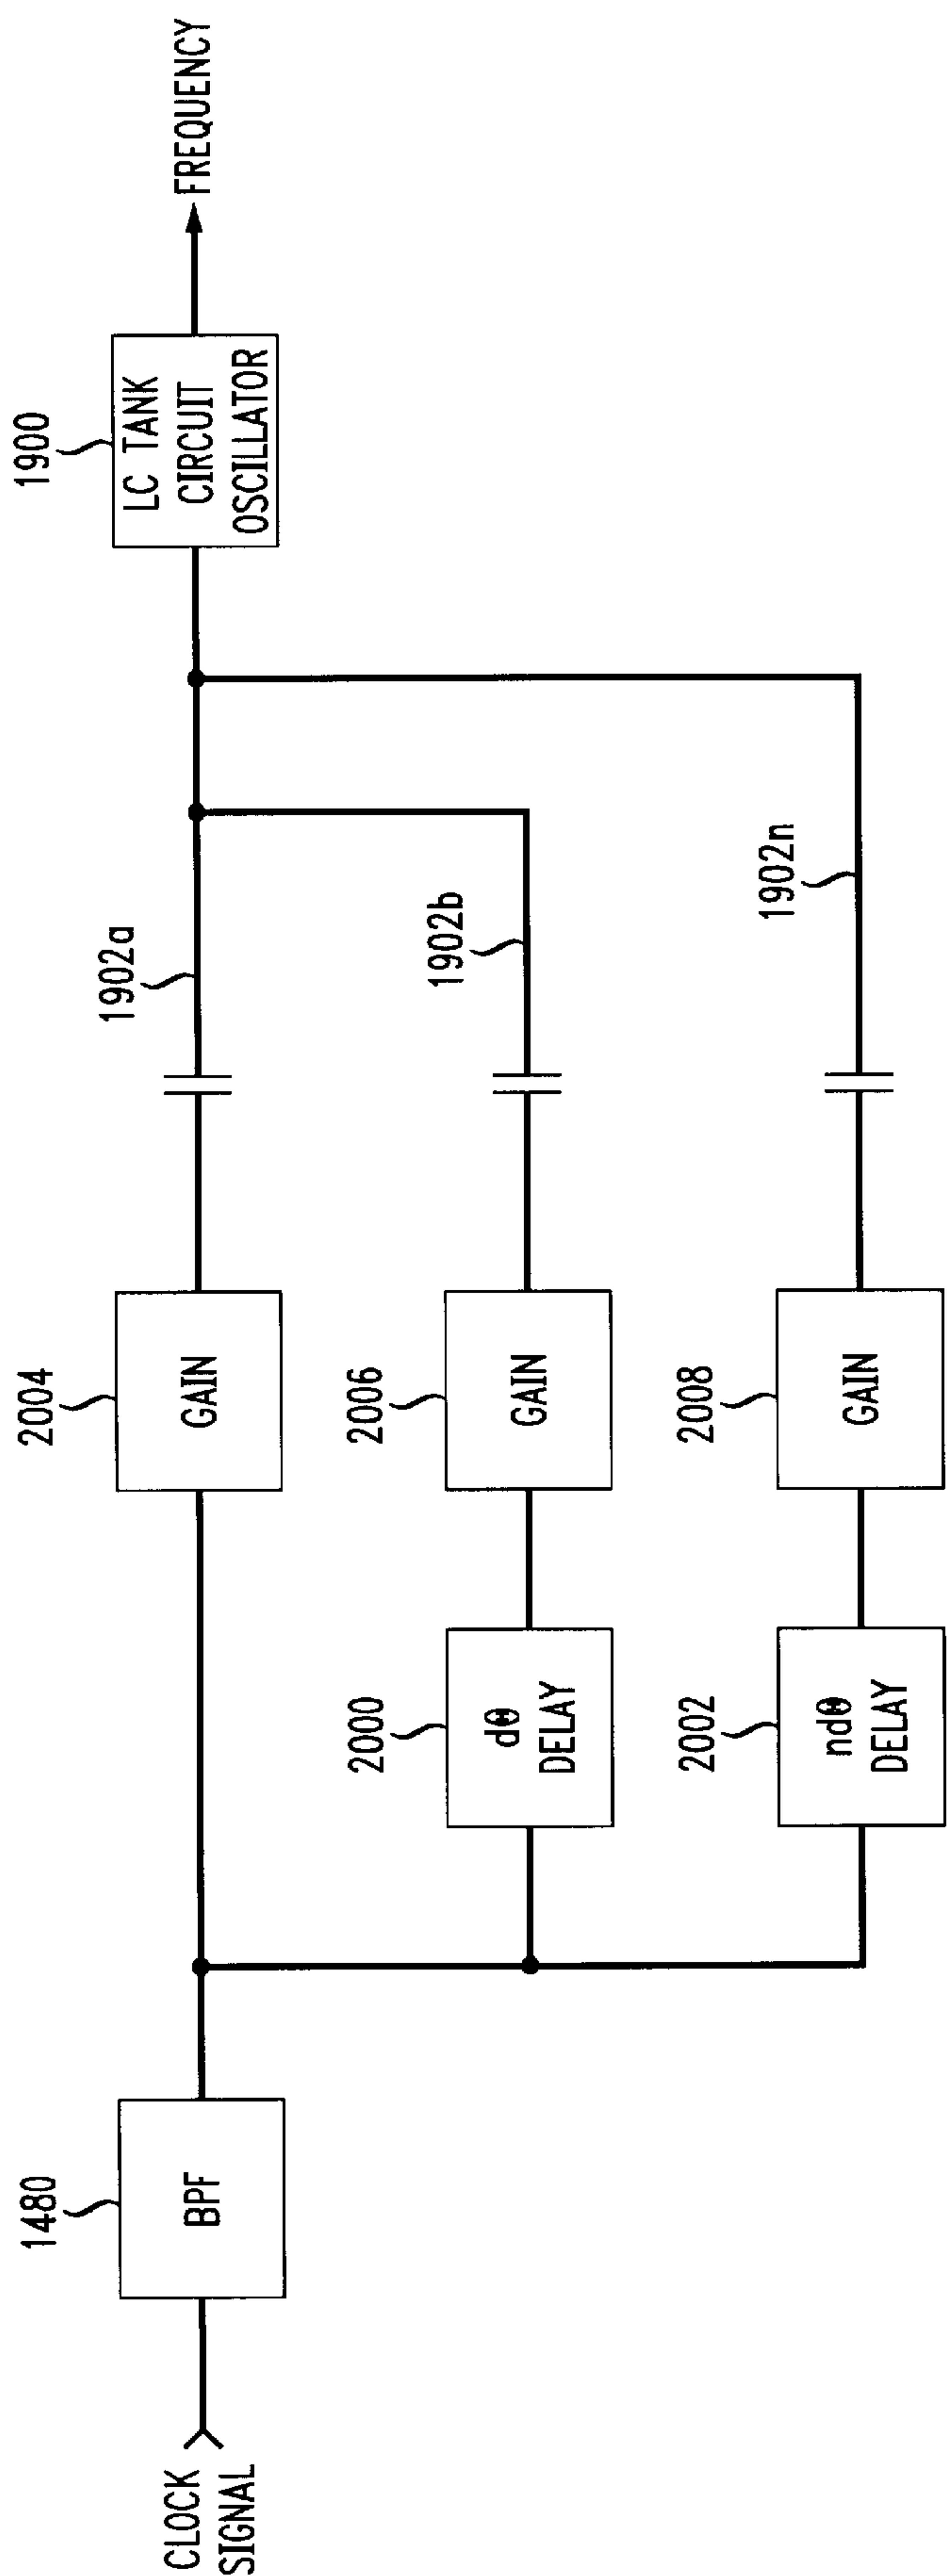 CLOCK
SIGNAL
1480
BPF
2004
GAIN
1902a
1900
LC TANK
CIRCUIT
OSCILLATOR
FREQUENCY
2000
dΘ
DELAY
2006
GAIN
1902b
2002
ndΘ
DELAY
2008
GAIN
1902n